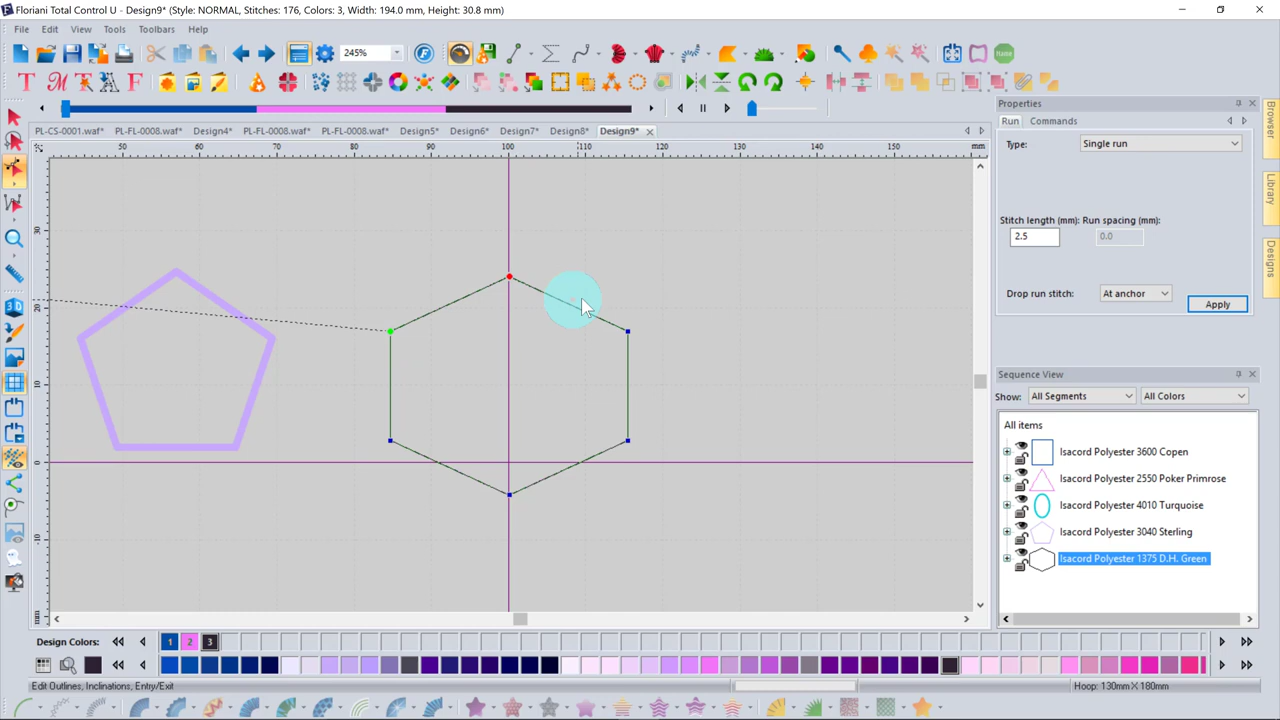 Floriani Total Control U - Design9* (Style: NORMAL, Stitches: 176, Colors: 3, Width: 194.0 mm, Height: 30.8 mm)
File Edit View Tools Toolbars Help
245%
PL-CS-0001.waf* PL-FL-0008.waf* Design4* PL-FL-0008.waf* PL-FL-0008.waf* Design5* Design6* Design7* Design8* Design9*
50 60 70 80 90 100 110 120 130 140 150 mm
30
20
10
0
-10
mm
Properties
Run Commands
Type: Single run
Stitch length (mm): Run spacing (mm):
2.5 0.0
Drop run stitch: At anchor Apply
Browser
Library
Designs
Sequence View
Show: All Segments All Colors
All items
Isacord Polyester 3600 Copen
Isacord Polyester 2550 Poker Primrose
Isacord Polyester 4010 Turquoise
Isacord Polyester 3040 Sterling
Isacord Polyester 1375 D.H. Green
Design Colors: 1 2 3
Edit Outlines, Inclinations, Entry/Exit Hoop: 130mm X 180mm